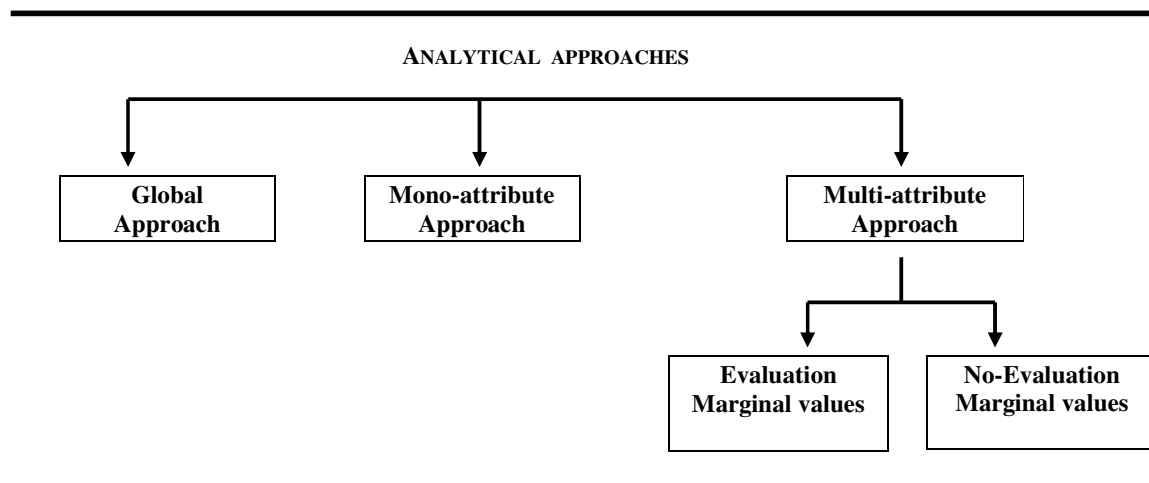 ANALYTICAL APPROACHES
Global
Approach
Mono-attribute
Approach
Multi-attribute
Approach
Evaluation
Marginal values
No-Evaluation
Marginal values